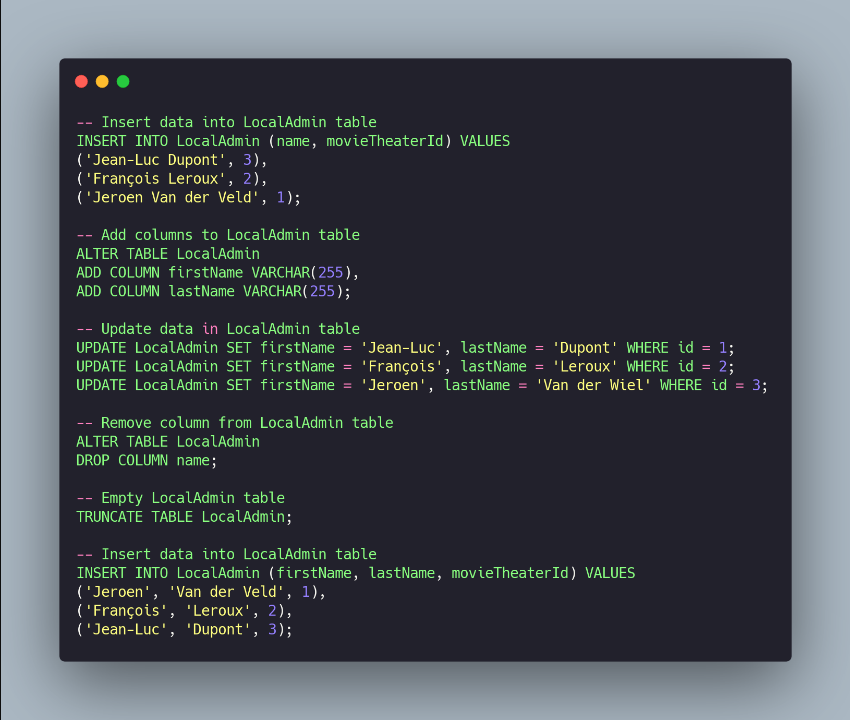 -- Insert data into LocalAdmin table
INSERT INTO LocalAdmin (name, movieTheaterId) VALUES
('Jean-Luc Dupont', 3),
('François Leroux', 2),
('Jeroen Van der Veld', 1);
-- Add columns to LocalAdmin table
ALTER TABLE LocalAdmin
ADD COLUMN firstName VARCHAR(255),
ADD COLUMN lastName VARCHAR(255);
-- Update data in LocalAdmin table
UPDATE LocalAdmin SET firstName = 'Jean-Luc', lastName = 'Dupont' WHERE id = 1;
UPDATE LocalAdmin SET firstName = 'François', lastName = 'Leroux' WHERE id = 2;
UPDATE LocalAdmin SET firstName = 'Jeroen', lastName = 'Van der Wiel' WHERE id = 3;
-- Remove column from LocalAdmin table
ALTER TABLE LocalAdmin
DROP COLUMN name;
-- Empty LocalAdmin table
TRUNCATE TABLE LocalAdmin;
-- Insert data into LocalAdmin table
INSERT INTO LocalAdmin (firstName, lastName, movieTheaterId) VALUES
('Jeroen', 'Van der Veld', 1),
('François', 'Leroux', 2),
('Jean-Luc', 'Dupont', 3);